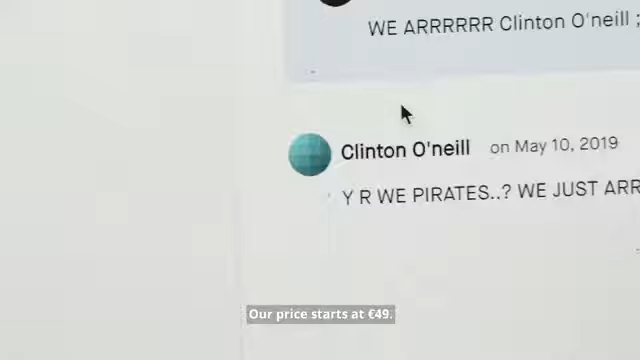 WE ARRRRRR Clinton O'neill ;
Clinton O'neill on May 10, 2019
Y R WE PIRATES..? WE JUST ARR
Our price starts at €49.